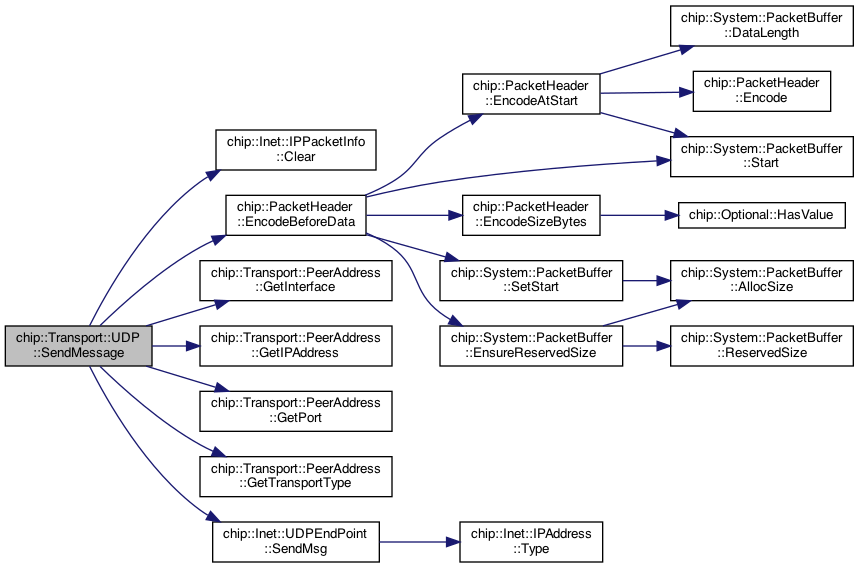 chip::Transport::UDP
::SendMessage
chip::Inet::IPPacketInfo
::Clear
chip::PacketHeader
::EncodeBeforeData
chip::Transport::PeerAddress
::GetInterface
chip::Transport::PeerAddress
::GetIPAddress
chip::Transport::PeerAddress
::GetPort
chip::Transport::PeerAddress
::GetTransportType
chip::Inet::UDPEndPoint
::SendMsg
chip::PacketHeader
::EncodeAtStart
chip::PacketHeader
::EncodeSizeBytes
chip::System::PacketBuffer
::SetStart
chip::System::PacketBuffer
::EnsureReservedSize
chip::Inet::IPAddress
::Type
chip::System::PacketBuffer
::DataLength
chip::PacketHeader
::Encode
chip::System::PacketBuffer
::Start
chip::Optional::HasValue
chip::System::PacketBuffer
::AllocSize
chip::System::PacketBuffer
::ReservedSize